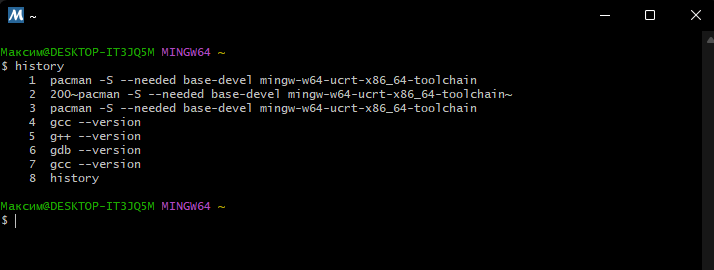 ~
Максим@DESKTOP-IT3JQ5M MINGW64 ~
$ history
    1  pacman -S --needed base-devel mingw-w64-ucrt-x86_64-toolchain
    2  200~pacman -S --needed base-devel mingw-w64-ucrt-x86_64-toolchain~
    3  pacman -S --needed base-devel mingw-w64-ucrt-x86_64-toolchain
    4  gcc --version
    5  g++ --version
    6  gdb --version
    7  gcc --version
    8  history
Максим@DESKTOP-IT3JQ5M MINGW64 ~
$